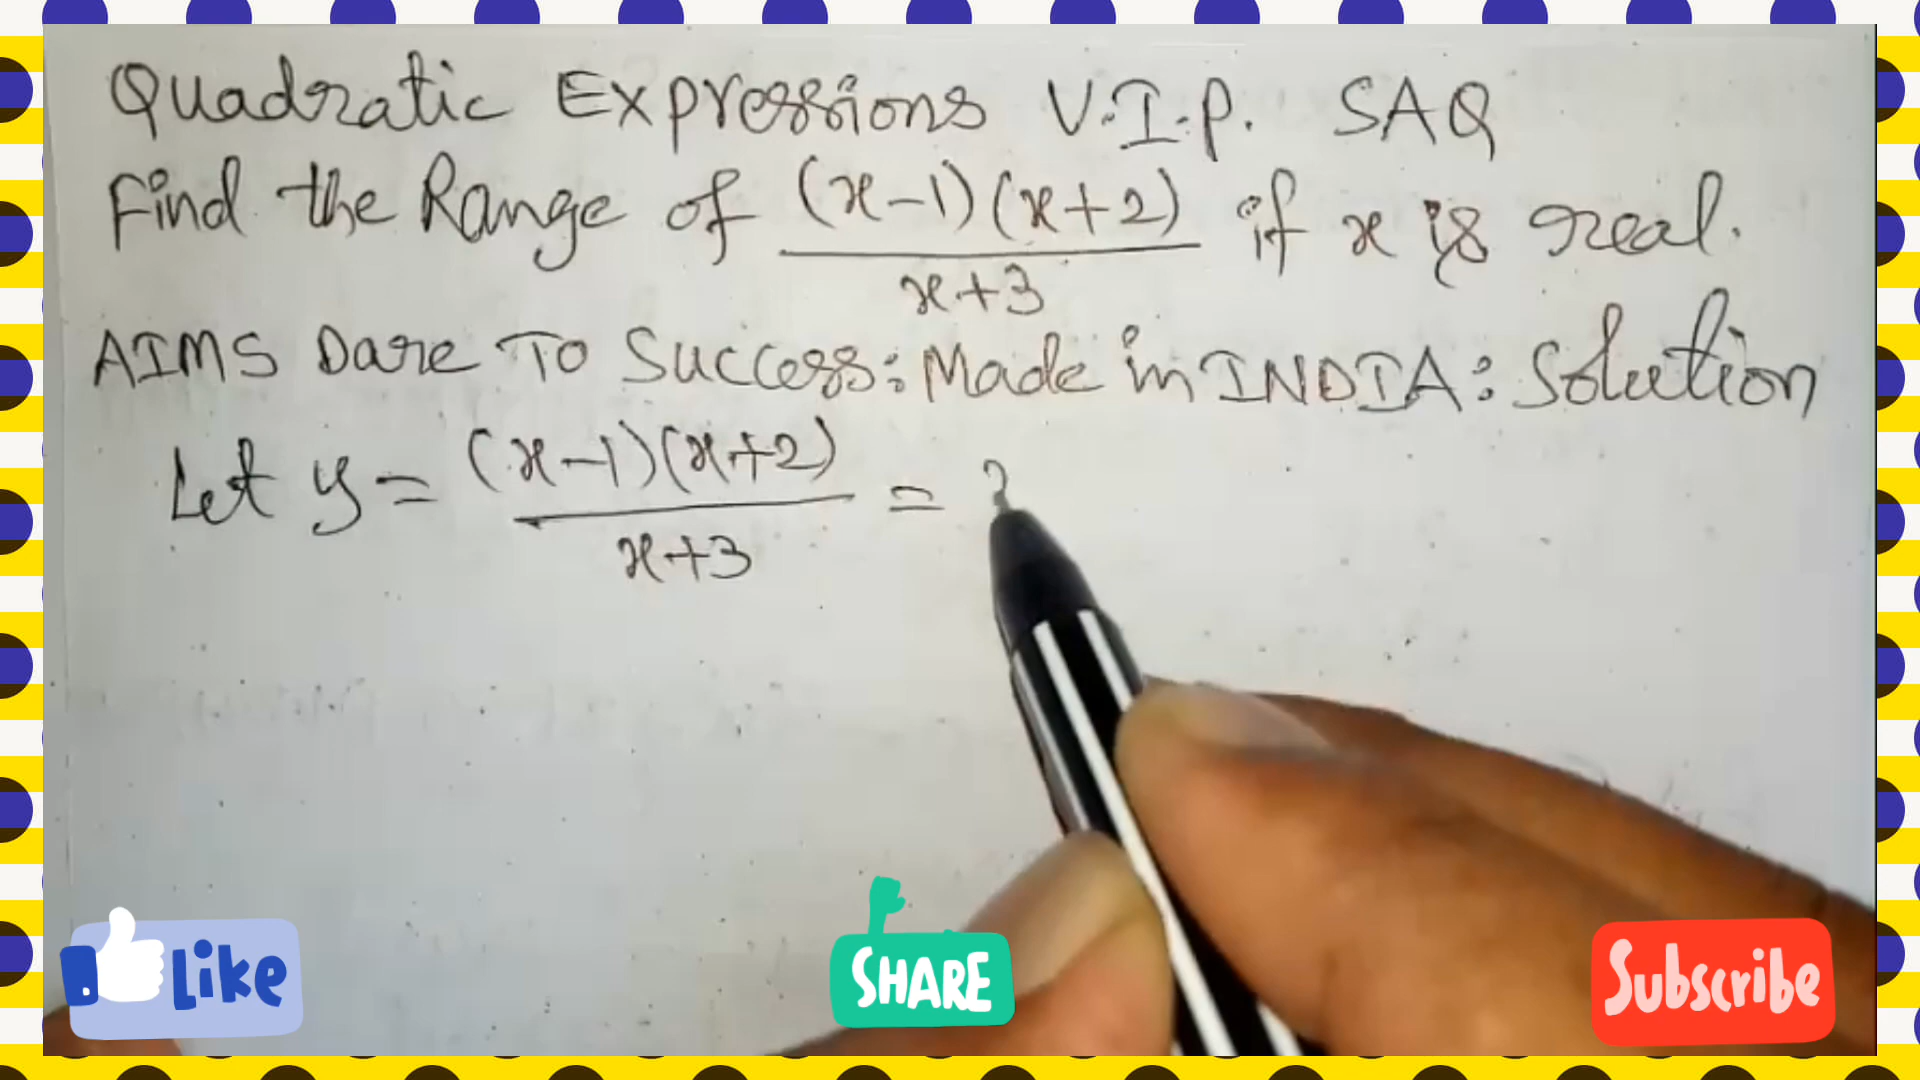 Quadratic Expressions V.I.P. SAQ
Find the Range of (x-1)(x+2)/x+3 if x is real.
AIMS Dare To Success: Made in INDIA: Solution
Let y = (x-1)(x+2)/x+3 =
Like
SHARE
Subscribe